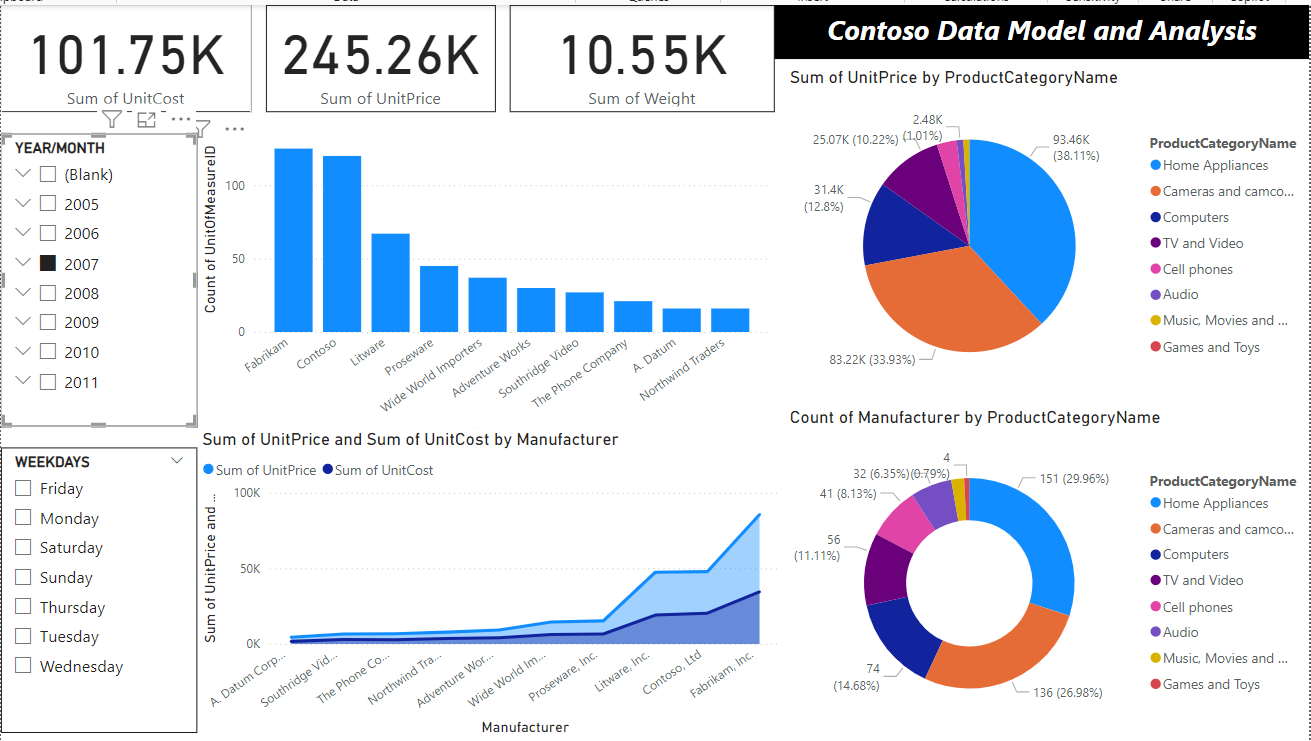 Contoso Data Model and Analysis
101.75K
Sum of UnitCost
245.26K
Sum of UnitPrice
10.55K
Sum of Weight
YEAR/MONTH
(Blank)
2005
2006
2007
2008
2009
2010
2011
WEEKDAYS
Friday
Monday
Saturday
Sunday
Thursday
Tuesday
Wednesday
Count of UnitOfMeasureID
100
50
0
Fabrikam
Contoso
Litware
Proseware
Wide World Importers
Adventure Works
Southridge Video
The Phone Company
A. Datum
Northwind Traders
Sum of UnitPrice and Sum of UnitCost by Manufacturer
Sum of UnitPrice
Sum of UnitCost
Sum of UnitPrice and ...
100K
50K
0K
A. Datum Corp...
Southridge Vid...
The Phone Co...
Northwind Tra...
Adventure Wor...
Wide World Im...
Proseware, Inc.
Litware, Inc.
Contoso, Ltd
Fabrikam, Inc.
Manufacturer
Sum of UnitPrice by ProductCategoryName
2.48K
(1.01%)
25.07K (10.22%)
93.46K
(38.11%)
31.4K
(12.8%)
83.22K (33.93%)
ProductCategoryName
Home Appliances
Cameras and camco...
Computers
TV and Video
Cell phones
Audio
Music, Movies and ...
Games and Toys
Count of Manufacturer by ProductCategoryName
4
(0.79%)
32 (6.35%)
41 (8.13%)
151 (29.96%)
56
(11.11%)
74
(14.68%)
136 (26.98%)
ProductCategoryName
Home Appliances
Cameras and camco...
Computers
TV and Video
Cell phones
Audio
Music, Movies and ...
Games and Toys